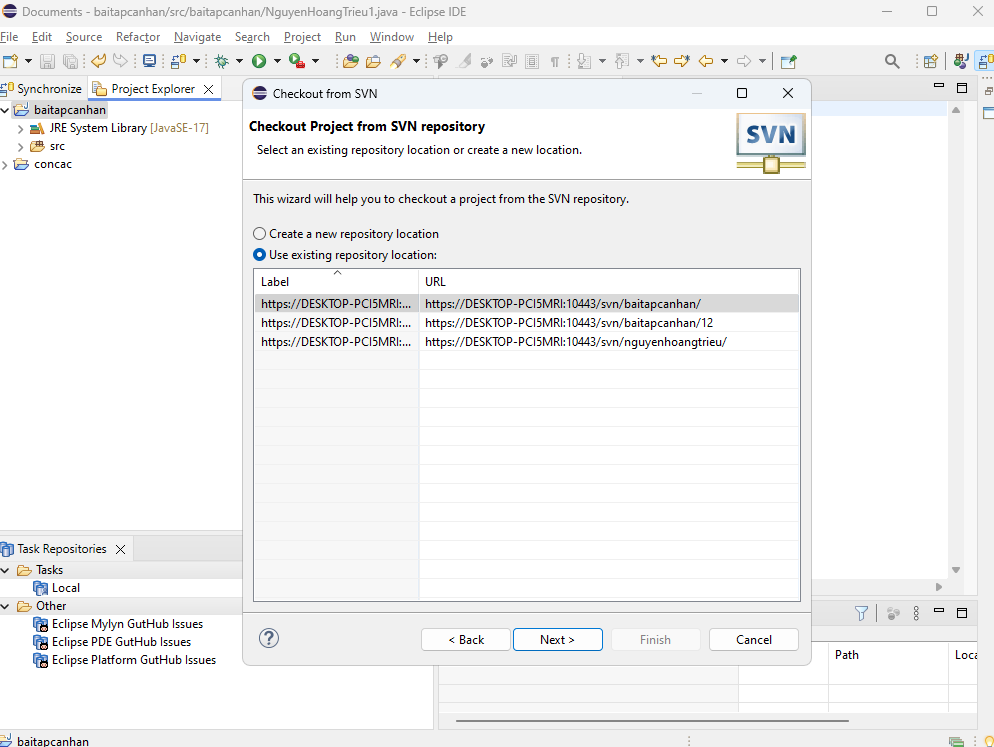 Documents - baitapcanhan/src/baitapcanhan/NguyenHoangTrieu1.java - Eclipse IDE
File Edit Source Refactor Navigate Search Project Run Window Help
Synchronize Project Explorer
baitapcanhan
JRE System Library [JavaSE-17]
src
concac
Checkout from SVN
Checkout Project from SVN repository
Select an existing repository location or create a new location.
SVN
This wizard will help you to checkout a project from the SVN repository.
Create a new repository location
Use existing repository location:
Label URL
https://DESKTOP-PCI5MRI:... https://DESKTOP-PCI5MRI:10443/svn/baitapcanhan/
https://DESKTOP-PCI5MRI:... https://DESKTOP-PCI5MRI:10443/svn/baitapcanhan/12
https://DESKTOP-PCI5MRI:... https://DESKTOP-PCI5MRI:10443/svn/nguyenhoangtrieu/
< Back Next > Finish Cancel
Task Repositories
Tasks
Local
Other
Eclipse Mylyn GutHub Issues
Eclipse PDE GutHub Issues
Eclipse Platform GutHub Issues
Path Loca
baitapcanhan